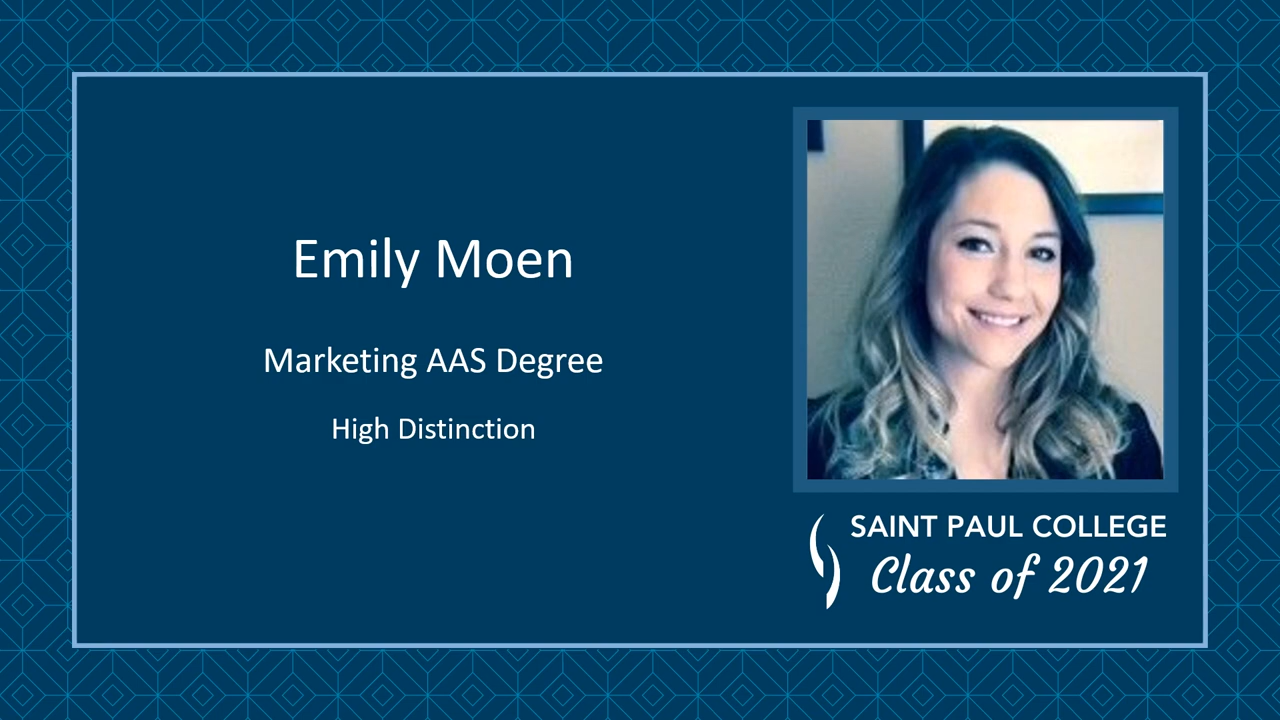 Emily Moen
Marketing AAS Degree
High Distinction
SAINT PAUL COLLEGE
Class of 2021